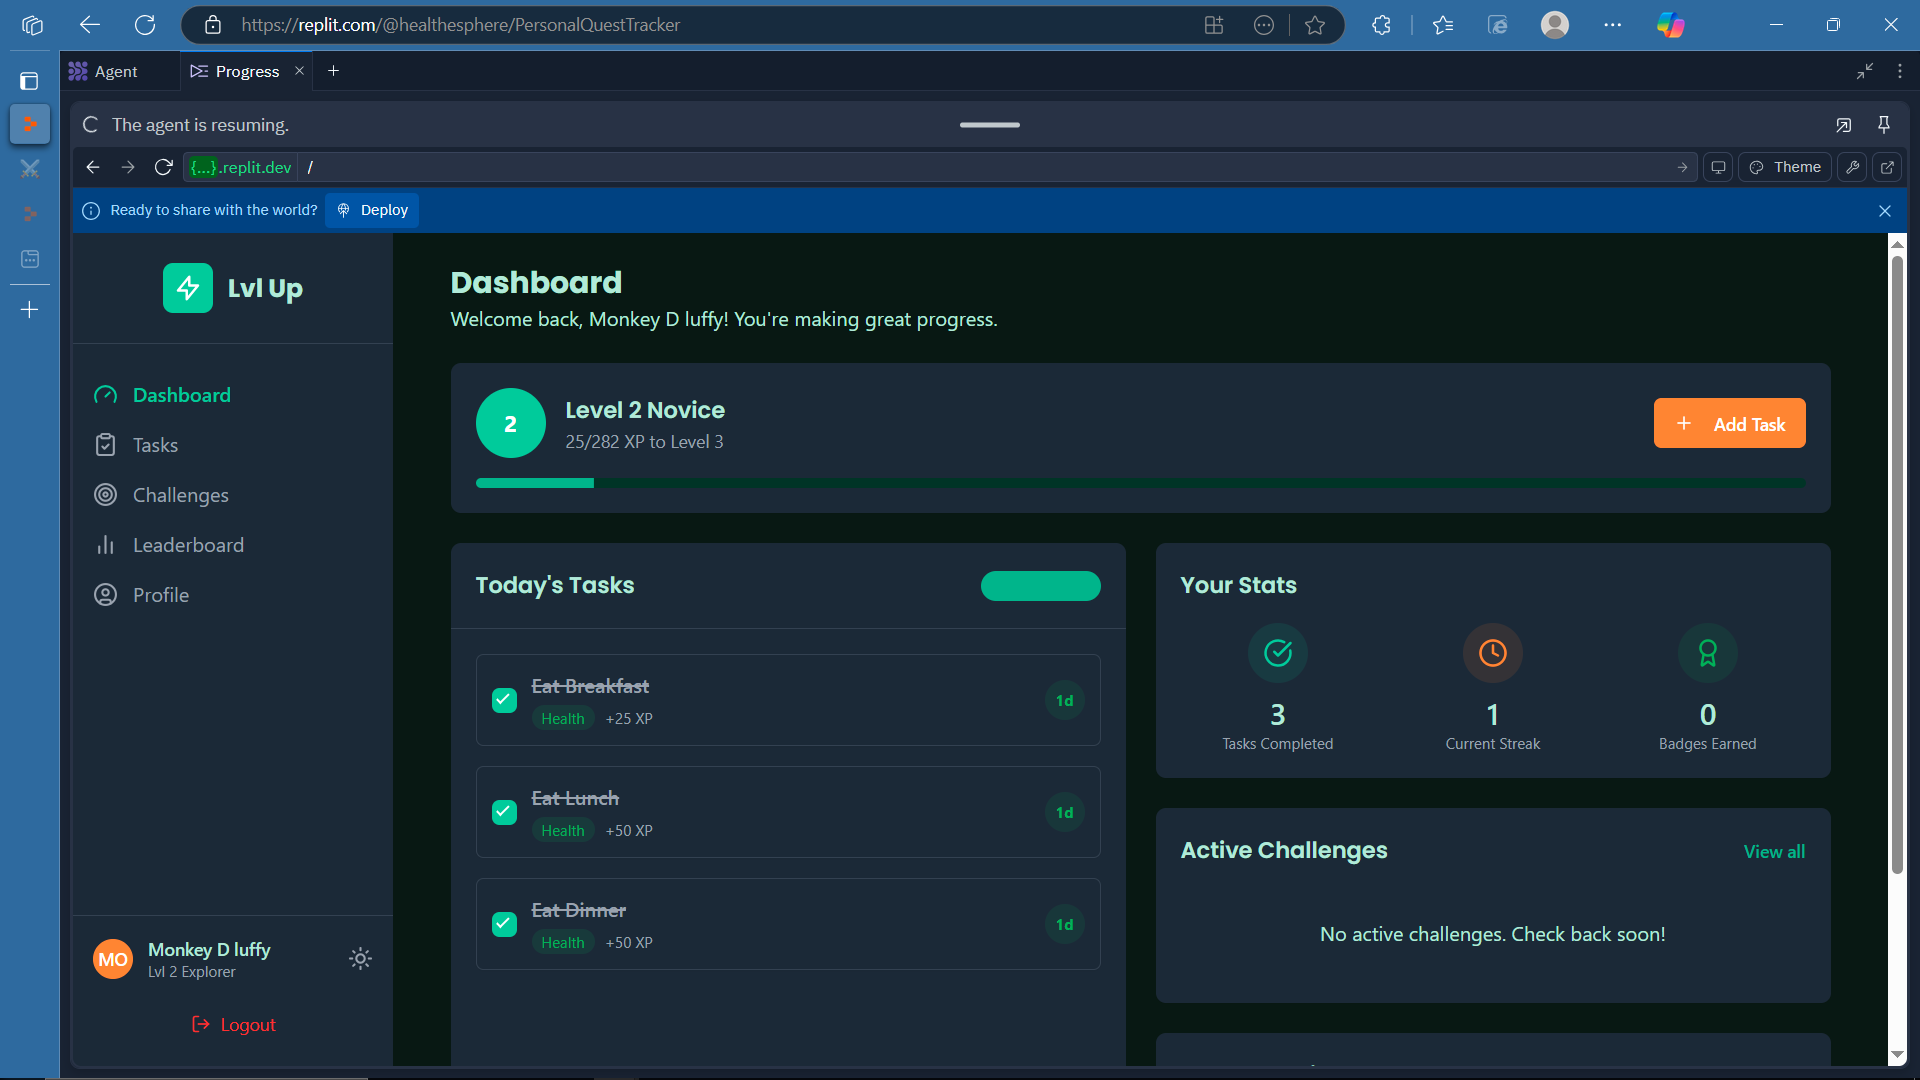 https://replit.com/@healthesphere/PersonalQuestTracker
Agent
Progress
The agent is resuming.
{...}.replit.dev
/
Theme
Ready to share with the world?
Deploy
Lvl Up
Dashboard
Tasks
Challenges
Leaderboard
Profile
MO
Monkey D luffy
Lvl 2 Explorer
Logout
Dashboard
Welcome back, Monkey D luffy! You're making great progress.
2
Level 2 Novice
25/282 XP to Level 3
Add Task
Today's Tasks
Eat Breakfast
Health +25 XP
1d
Eat Lunch
Health +50 XP
1d
Eat Dinner
Health +50 XP
1d
Your Stats
3
Tasks Completed
1
Current Streak
0
Badges Earned
Active Challenges
View all
No active challenges. Check back soon!